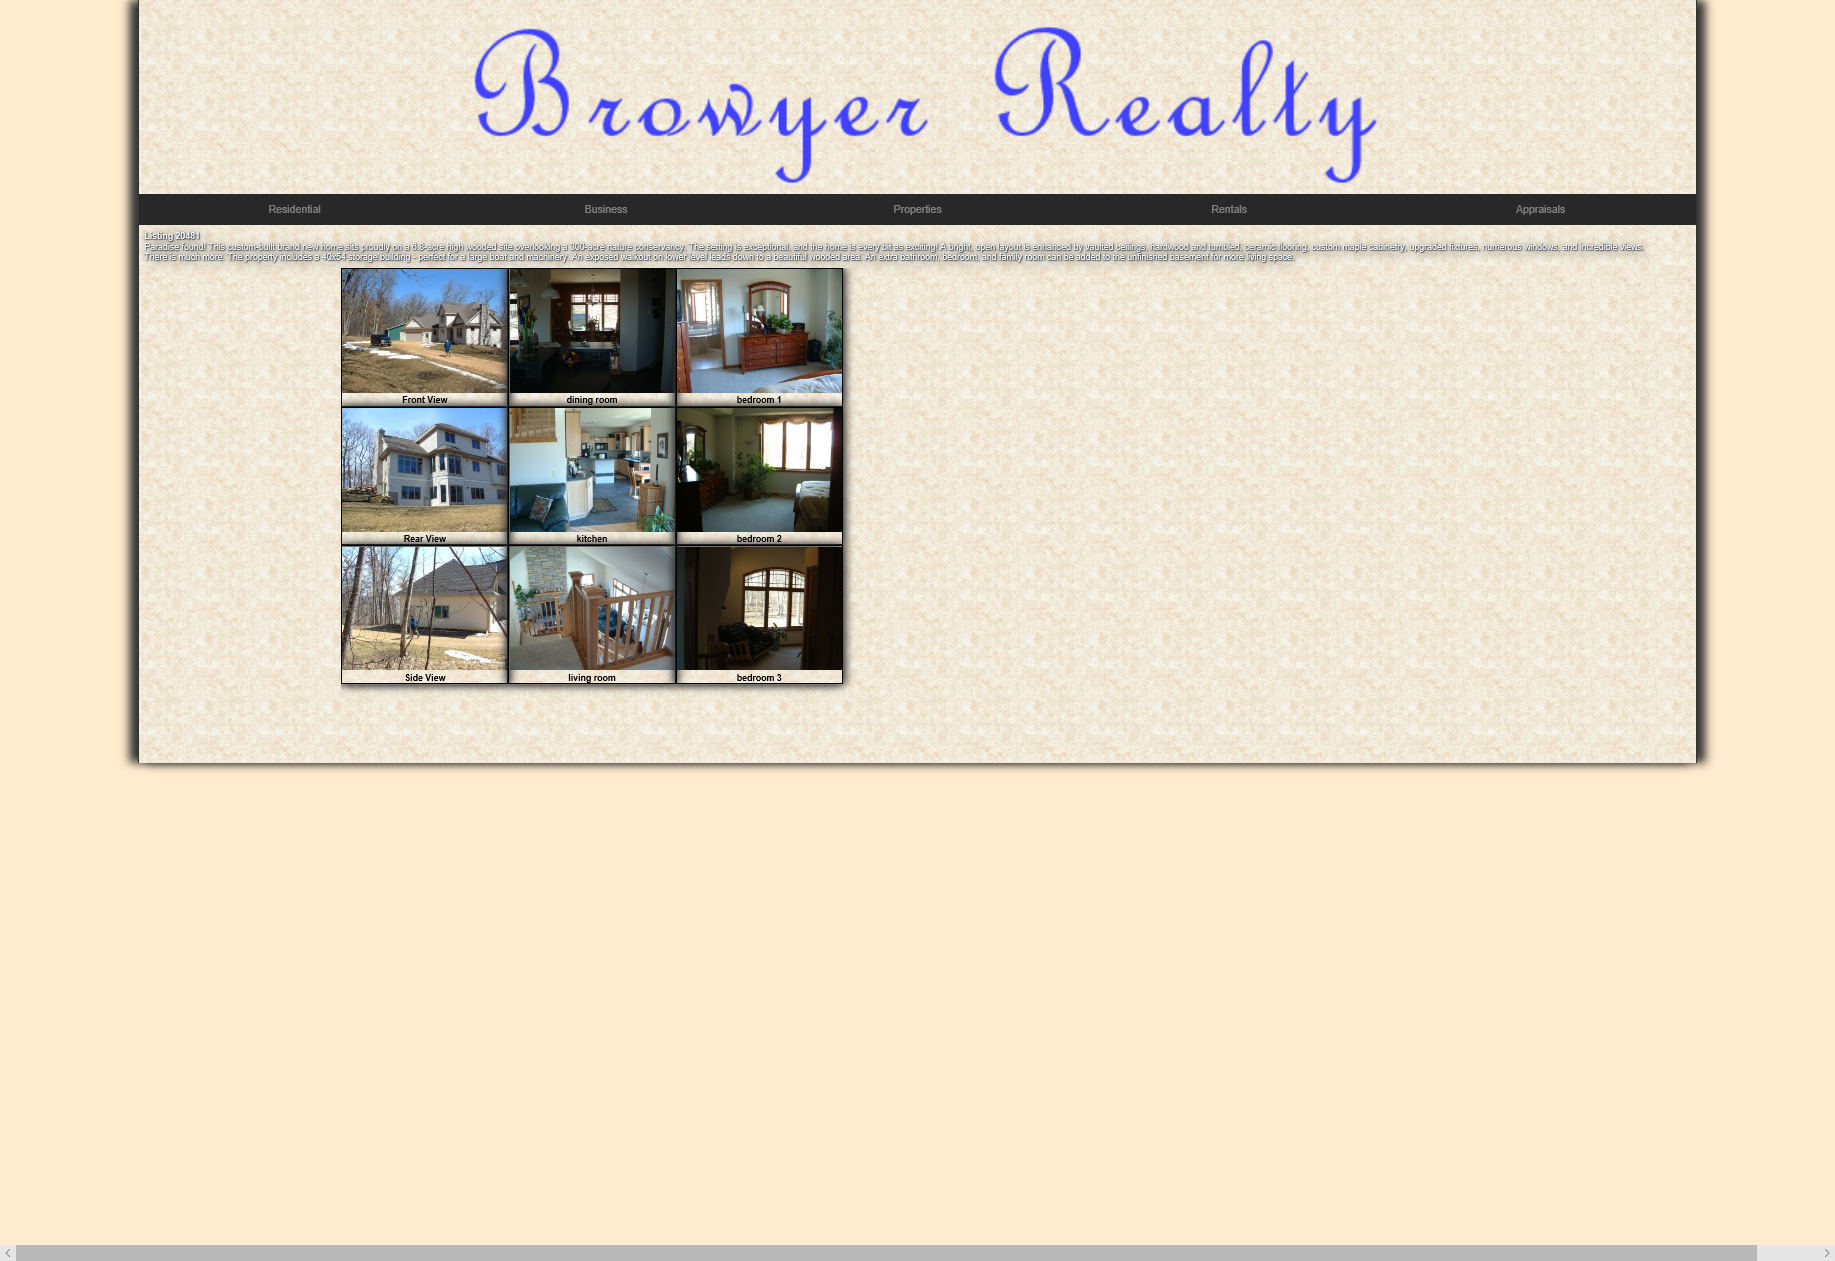 Browyer Realty
Residential Business Properties Rentals Appraisals
Listing 20481
Paradise found! This custom-built brand new home sits proudly on a 6.8-acre high wooded site overlooking a 300-acre nature conservancy. The setting is exceptional, and the home is every bit as exciting! A bright, open layout is enhanced by vaulted ceilings, hardwood and tumbled, ceramic flooring, custom maple cabinetry, upgraded fixtures, numerous windows, and incredible views.
There is much more. The property includes a 40x54 storage building - perfect for a large boat and machinery. An exposed walkout on lower level leads down to a beautiful wooded area. An extra bathroom, bedroom, and family room can be added to the unfinished basement for more living space.
Front View dining room bedroom 1
Rear View kitchen bedroom 2
Side View living room bedroom 3